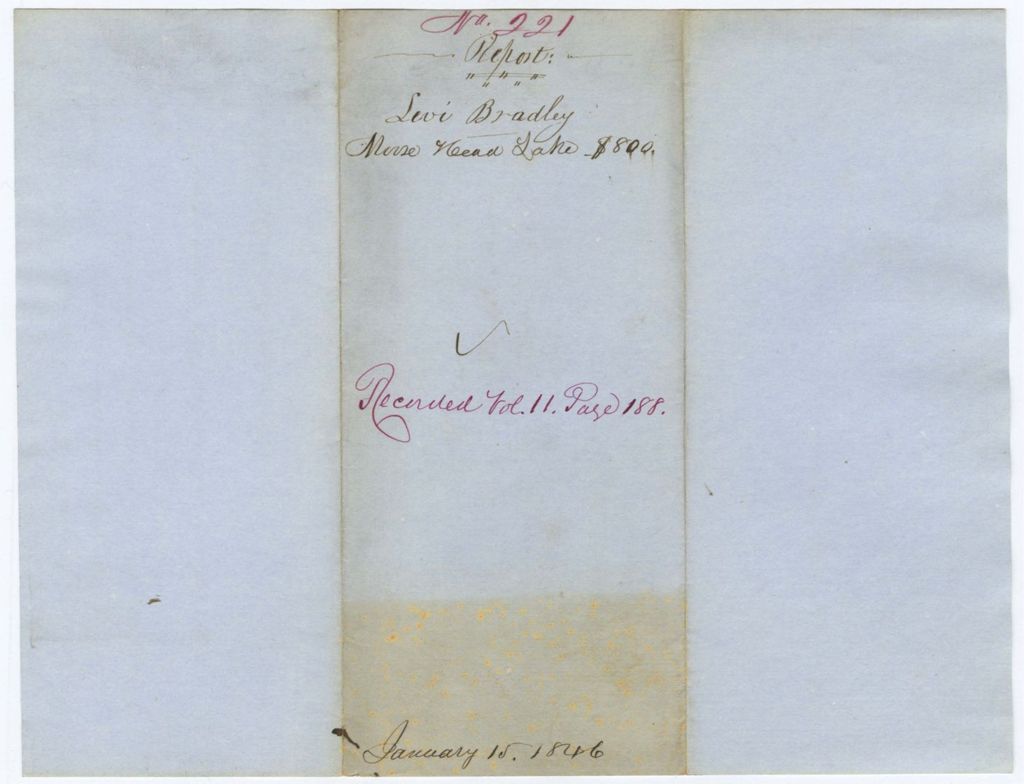 No. 221
Report:
Levi Bradley
Moose Head Lake $800.
Recorded Vol. 11. Page 188.
January 15. 1846